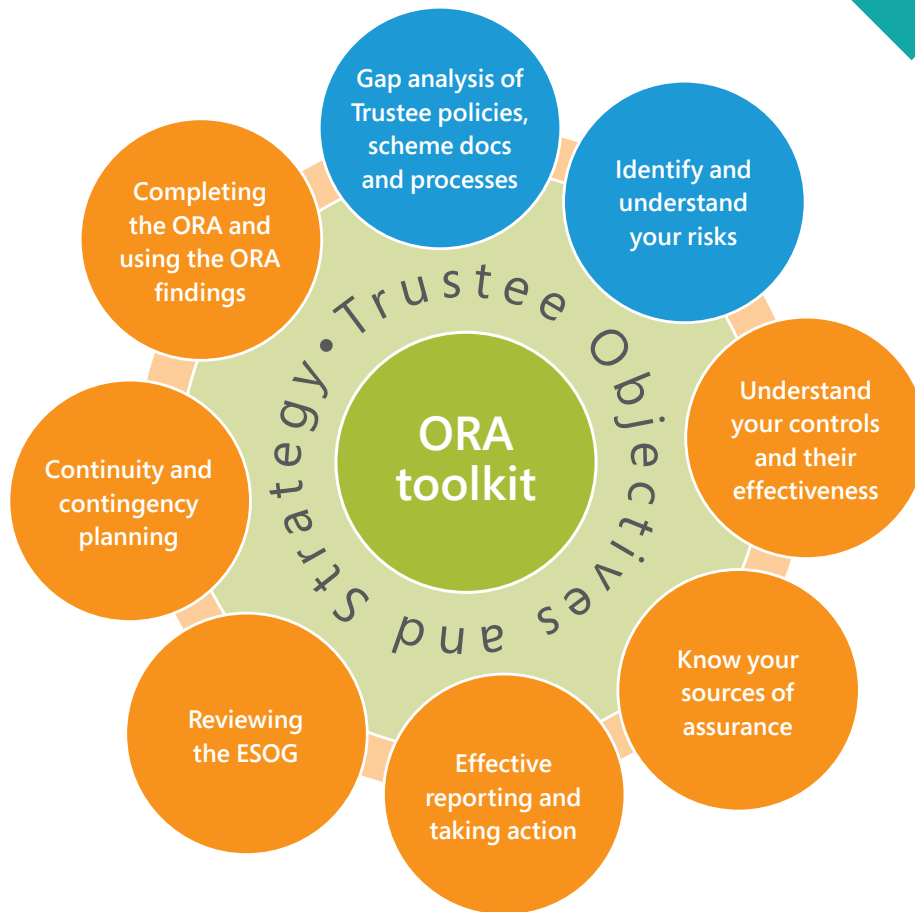 Gap analysis of
Trustee policies,
scheme docs
and processes
Identify and
understand
your risks
Understand
your controls
and their
effectiveness
Know your
sources of
assurance
Effective
reporting and
taking action
Reviewing
the ESOG
Continuity and
contingency
planning
Completing
the ORA and
using the ORA
findings
Trustee Objectives and Strategy •
ORA
toolkit